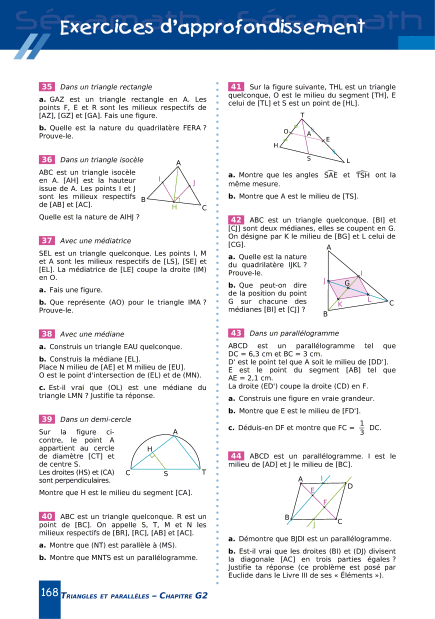 Sésamath Sésamath
Exercices d'approfondissement
35 Dans un triangle rectangle
a. GAZ est un triangle rectangle en A. Les
points F, E et R sont les milieux respectifs de
[AZ], [GZ] et [GA]. Fais une figure.
b. Quelle est la nature du quadrilatère FERA ?
Prouve-le.
36 Dans un triangle isocèle
ABC est un triangle isocèle
en A. [AH] est la hauteur
issue de A. Les points I et J
sont les milieux respectifs
de [AB] et [AC].
Quelle est la nature de AIHJ ?
A
I
J
B
H
C
37 Avec une médiatrice
SEL est un triangle quelconque. Les points I, M
et A sont les milieux respectifs de [LS], [SE] et
[EL]. La médiatrice de [LE] coupe la droite (IM)
en O.
a. Fais une figure.
b. Que représente (AO) pour le triangle IMA ?
Prouve-le.
38 Avec une médiane
a. Construis un triangle EAU quelconque.
b. Construis la médiane [EL].
Place N milieu de [AE] et M milieu de [EU].
O est le point d'intersection de (EL) et de (MN).
c. Est-il vrai que (OL) est une médiane du
triangle LMN ? Justifie ta réponse.
39 Dans un demi-cercle
Sur la figure ci-
contre, le point A
appartient au cercle
de diamètre [CT] et
de centre S.
Les droites (HS) et (CA)
sont perpendiculaires.
Montre que H est le milieu du segment [CA].
A
H
C
S
T
40 ABC est un triangle quelconque. R est un
point de [BC]. On appelle S, T, M et N les
milieux respectifs de [BR], [RC], [AB] et [AC].
a. Montre que (NT) est parallèle à (MS).
b. Montre que MNTS est un parallélogramme.
41 Sur la figure suivante, THL est un triangle
quelconque, O est le milieu du segment [TH], E
celui de [TL] et S est un point de [HL].
T
O
A
E
H
S
L
a. Montre que les angles SAE et TSH ont la
même mesure.
b. Montre que A est le milieu de [TS].
42 ABC est un triangle quelconque. [BI] et
[CJ] sont deux médianes, elles se coupent en G.
On désigne par K le milieu de [BG] et L celui de
[CG].
a. Quelle est la nature
du quadrilatère IJKL ?
Prouve-le.
b. Que peut-on dire
de la position du point
G sur chacune des
médianes [BI] et [CJ] ?
A
J
I
G
K
L
C
B
43 Dans un parallélogramme
ABCD est un parallélogramme tel que
DC = 6,3 cm et BC = 3 cm.
D' est le point tel que A soit le milieu de [DD'].
E est le point du segment [AB] tel que
AE = 2,1 cm.
La droite (ED') coupe la droite (CD) en F.
a. Construis une figure en vraie grandeur.
b. Montre que E est le milieu de [FD'].
c. Déduis-en DF et montre que FC = 1/3 DC.
44 ABCD est un parallélogramme. I est le
milieu de [AD] et J le milieu de [BC].
A
I
D
E
F
B
J
C
a. Démontre que BJDI est un parallélogramme.
b. Est-il vrai que les droites (BI) et (DJ) divisent
la diagonale [AC] en trois parties égales ?
Justifie ta réponse (ce problème est posé par
Euclide dans le Livre III de ses « Éléments »).
168 TRIANGLES ET PARALLÈLES – CHAPITRE G2